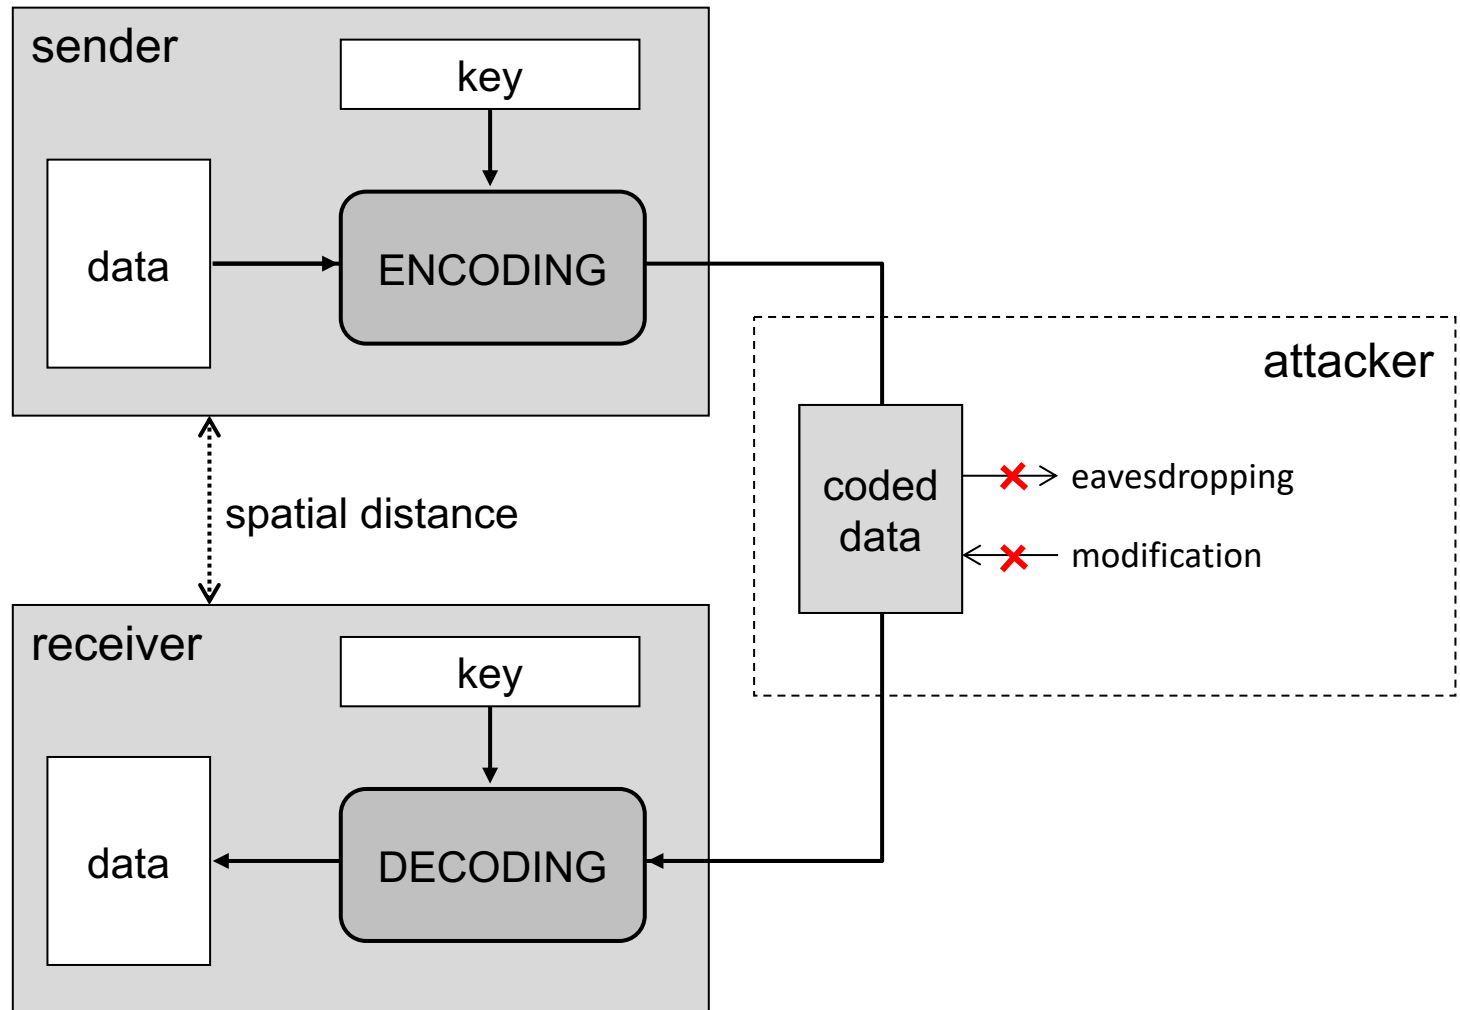 sender
key
data
ENCODING
attacker
coded
data
eavesdropping
modification
spatial distance
receiver
key
data
DECODING